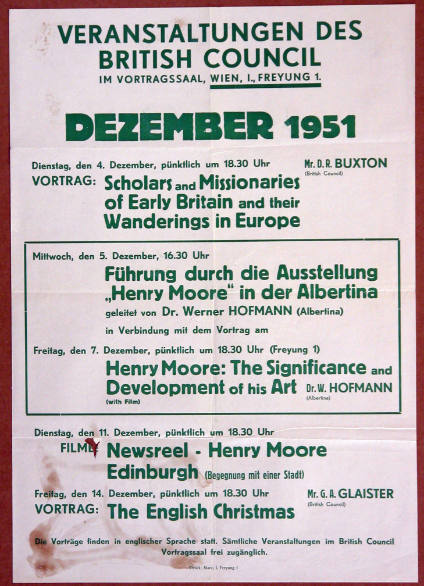 VERANSTALTUNGEN DES
BRITISH COUNCIL
IM VORTRAGSSAAL, WIEN, I., FREYUNG 1.
DEZEMBER 1951
Dienstag, den 4. Dezember, pünktlich um 18.30 Uhr Mr. D. R. BUXTON
(British Council)
VORTRAG: Scholars and Missionaries
of Early Britain and their
Wanderings in Europe
Mittwoch, den 5. Dezember, 16.30 Uhr
Führung durch die Ausstellung
„Henry Moore" in der Albertina
geleitet von Dr. Werner HOFMANN (Albertina)
in Verbindung mit dem Vortrag am
Freitag, den 7. Dezember, pünktlich um 18.30 Uhr (Freyung 1)
Henry Moore: The Significance and
Development of his Art Dr. W. HOFMANN
(with Film) (Albertina)
Dienstag, den 11. Dezember, pünktlich um 18.30 Uhr
FILME: Newsreel - Henry Moore
Edinburgh (Begegnung mit einer Stadt)
Freitag, den 14. Dezember, pünktlich um 18.30 Uhr Mr. G. A. GLAISTER
(British Council)
VORTRAG: The English Christmas
Die Vorträge finden in englischer Sprache statt. Sämtliche Veranstaltungen im British Council
Vortragssaal frei zugänglich.
Freyung 1